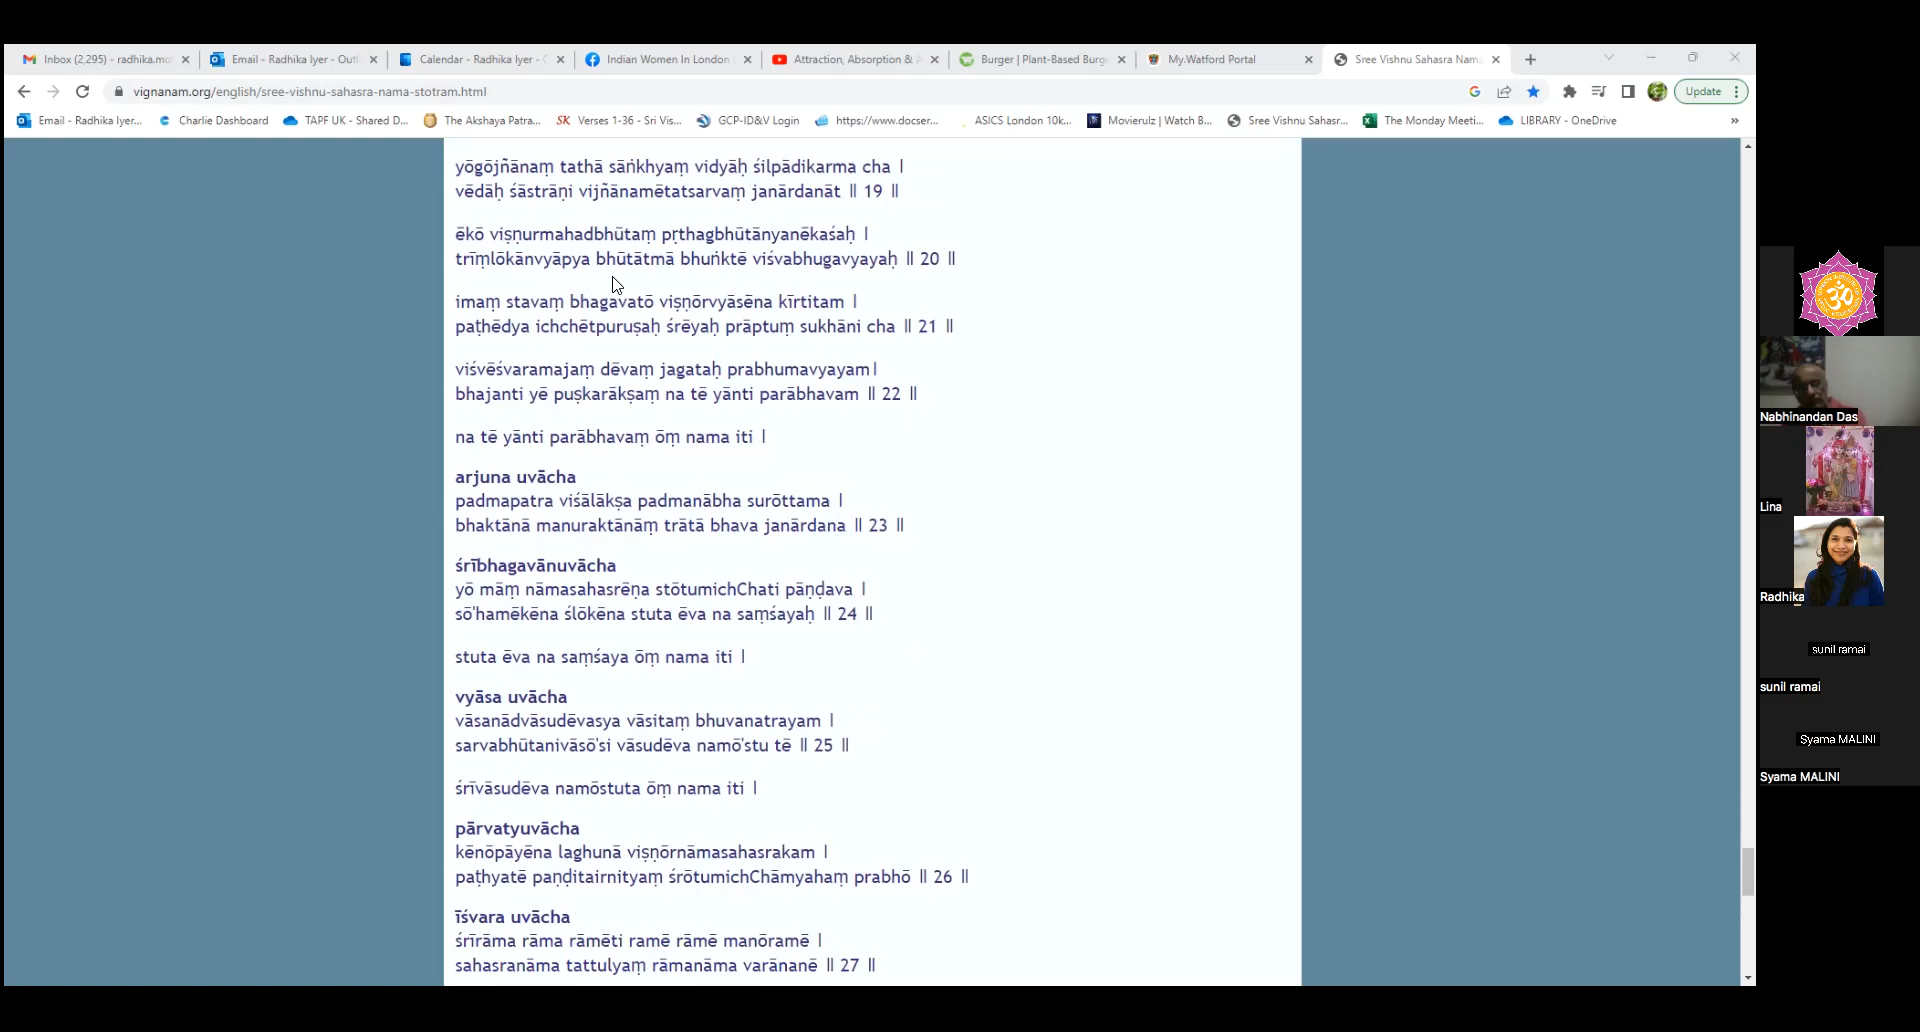 Inbox (2,295) - radhika.mo
Email - Radhika Iyer - Outl
Calendar - Radhika Iyer -
Indian Women In London
Attraction, Absorption &
Burger | Plant-Based Burge
My.Watford Portal
Sree Vishnu Sahasra Nama
vignanam.org/english/sree-vishnu-sahasra-nama-stotram.html
Update
Email - Radhika Iyer...
Charlie Dashboard
TAPF UK - Shared D...
The Akshaya Patra...
SK Verses 1-36 - Sri Vis...
GCP-ID&V Login
https://www.docser...
ASICS London 10k...
Movierulz | Watch B...
Sree Vishnu Sahasr...
The Monday Meeti...
LIBRARY - OneDrive
»
yōgōjñānaṃ tathā sāṅkhyaṃ vidyāḥ śilpādikarma cha |
vēdāḥ śāstrāṇi vijñānamētatsarvaṃ janārdanāt ‖ 19 ‖
ēkō viṣṇurmahadbhūtaṃ pṛthagbhūtānyanēkaśaḥ |
trīṃlōkānvyāpya bhūtātmā bhuṅktē viśvabhugavyayaḥ ‖ 20 ‖
imaṃ stavaṃ bhagavatō viṣṇōrvyāsēna kīrtitam |
paṭhēdya ichchētpuruṣaḥ śrēyaḥ prāptuṃ sukhāni cha ‖ 21 ‖
viśvēśvaramajaṃ dēvaṃ jagataḥ prabhumavyayam|
bhajanti yē puṣkarākṣaṃ na tē yānti parābhavam ‖ 22 ‖
na tē yānti parābhavaṃ ōṃ nama iti |
arjuna uvācha
padmapatra viśālākṣa padmanābha surōttama |
bhaktānā manuraktānāṃ trātā bhava janārdana ‖ 23 ‖
śrībhagavānuvācha
yō māṃ nāmasahasrēṇa stōtumichChati pāṇḍava |
sō'hamēkēna ślōkēna stuta ēva na saṃśayaḥ ‖ 24 ‖
stuta ēva na saṃśaya ōṃ nama iti |
vyāsa uvācha
vāsanādvāsudēvasya vāsitaṃ bhuvanatrayam |
sarvabhūtanivāsō'si vāsudēva namō'stu tē ‖ 25 ‖
śrīvāsudēva namōstuta ōṃ nama iti |
pārvatyuvācha
kēnōpāyēna laghunā viṣṇōrnāmasahasrakam |
paṭhyatē paṇḍitairnityaṃ śrōtumichChāmyahaṃ prabhō ‖ 26 ‖
īśvara uvācha
śrīrāma rāma rāmēti ramē rāmē manōramē |
sahasranāma tattulyaṃ rāmanāma varānanē ‖ 27 ‖
ॐ
Nabhinandan Das
Lina
Radhika
sunil ramai
sunil ramai
Syama MALINI
Syama MALINI